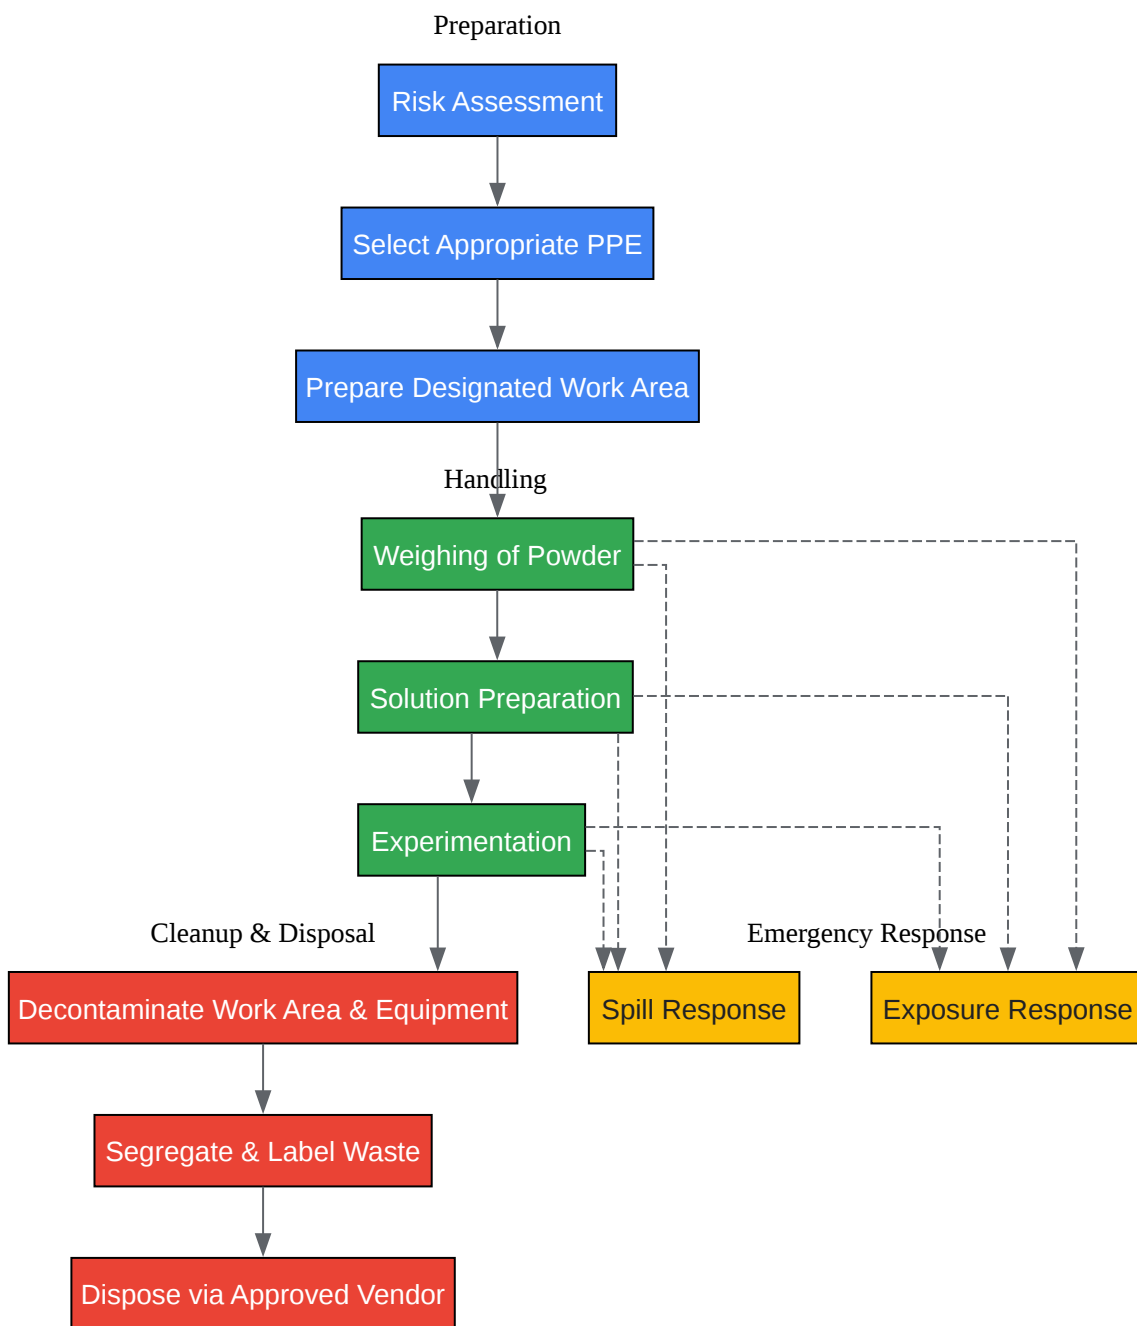 Preparation
Risk Assessment
Select Appropriate PPE
Prepare Designated Work Area
Handling
Weighing of Powder
Solution Preparation
Experimentation
Cleanup & Disposal
Emergency Response
Decontaminate Work Area & Equipment
Spill Response
Exposure Response
Segregate & Label Waste
Dispose via Approved Vendor